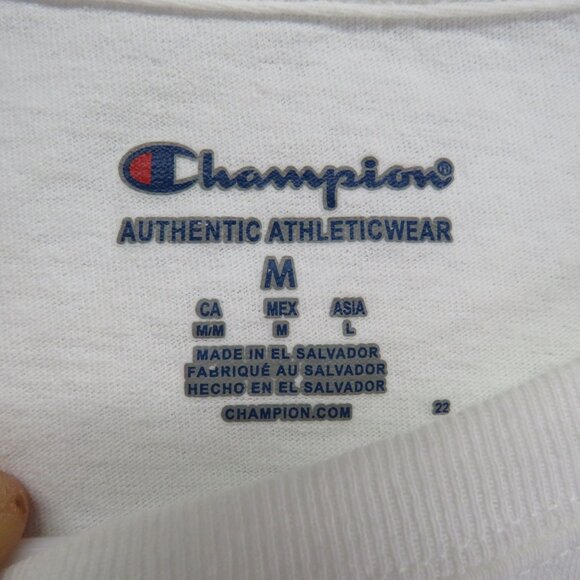 Champion®
AUTHENTIC ATHLETICWEAR
M
CA MEX ASIA
M/M M L
MADE IN EL SALVADOR
FABRIQUÉ AU SALVADOR
HECHO EN EL SALVADOR
CHAMPION.COM 22